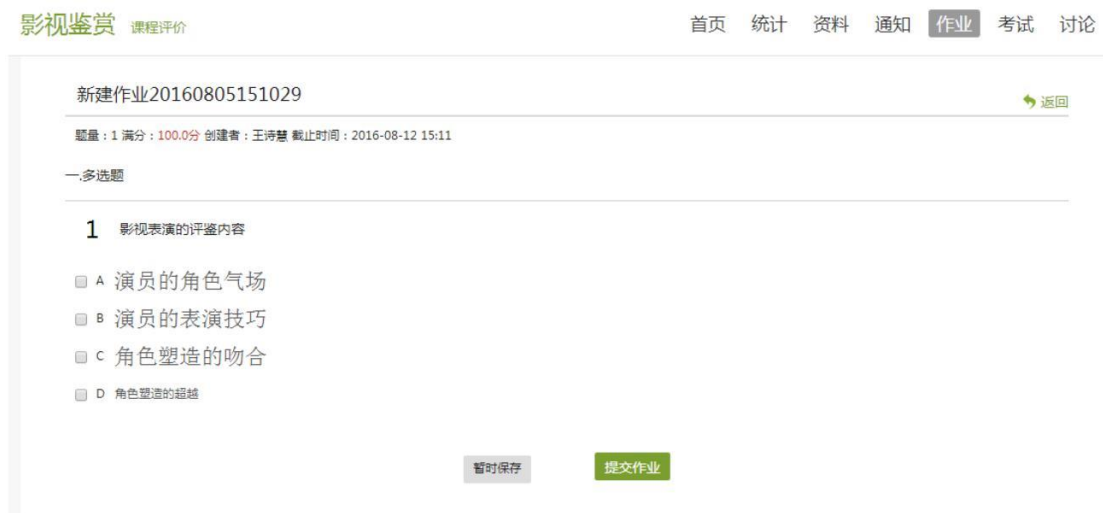 影视鉴赏 课程评价 首页 统计 资料 通知 作业 考试 讨论
新建作业20160805151029 返回
题量：1 满分：100.0分 创建者：王诗慧 截止时间：2016-08-12 15:11
一.多选题
1 影视表演的评鉴内容
A 演员的角色气场
B 演员的表演技巧
C 角色塑造的吻合
D 角色塑造的超越
暂时保存 提交作业